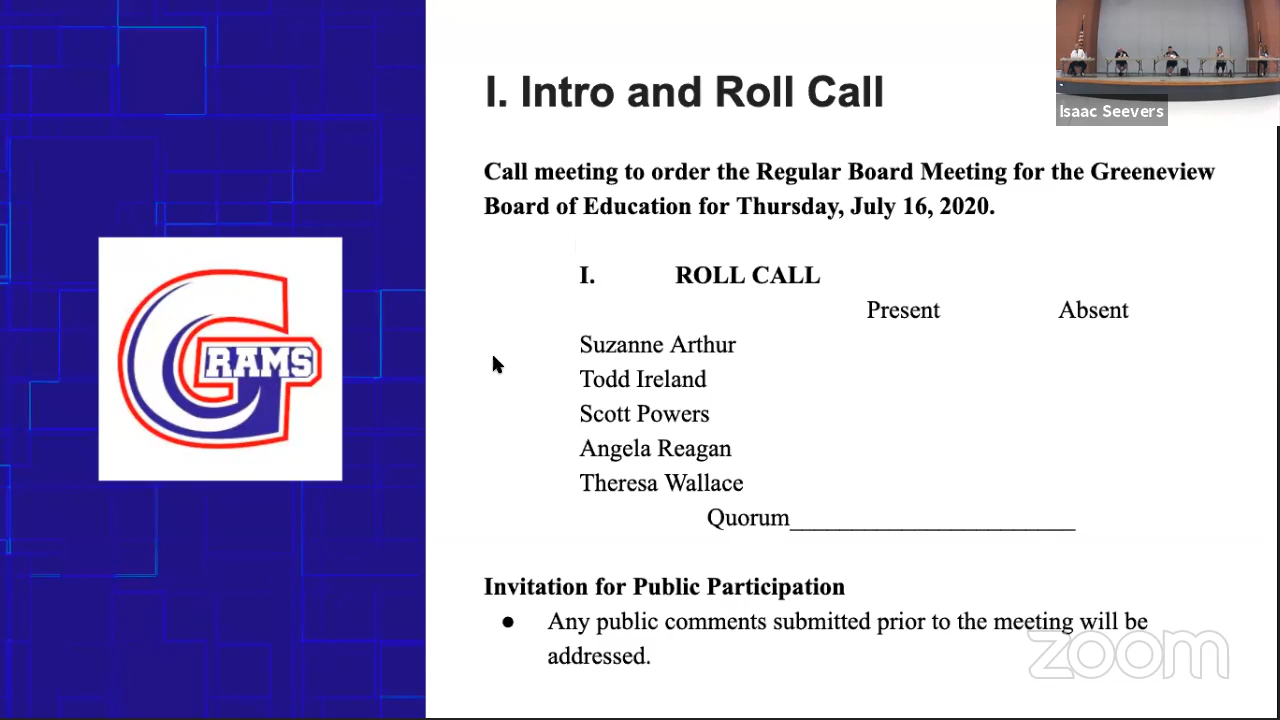 I. Intro and Roll Call
Isaac Seevers
Call meeting to order the Regular Board Meeting for the Greeneview
Board of Education for Thursday, July 16, 2020.
I. ROLL CALL
Present Absent
Suzanne Arthur
Todd Ireland
Scott Powers
Angela Reagan
Theresa Wallace
Quorum_______________________
Invitation for Public Participation
● Any public comments submitted prior to the meeting will be
addressed.
G RAMS
zoom